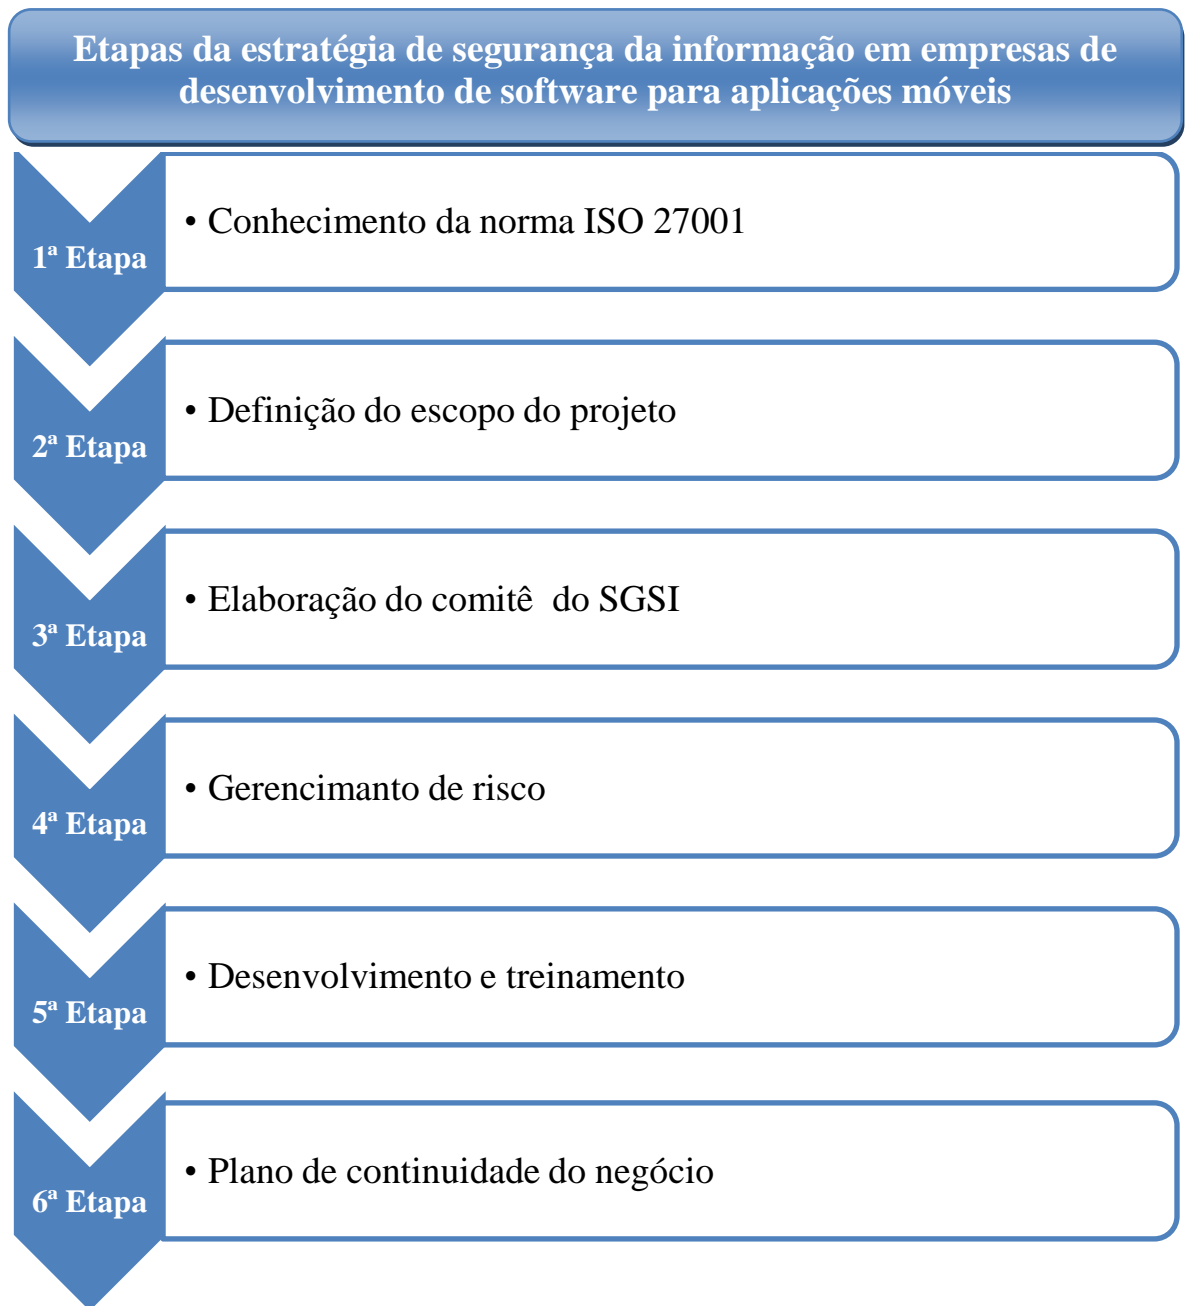 Etapas da estratégia de segurança da informação em empresas de
desenvolvimento de software para aplicações móveis
1ª Etapa
• Conhecimento da norma ISO 27001
2ª Etapa
• Definição do escopo do projeto
3ª Etapa
• Elaboração do comitê  do SGSI
4ª Etapa
• Gerencimanto de risco
5ª Etapa
• Desenvolvimento e treinamento
6ª Etapa
• Plano de continuidade do negócio